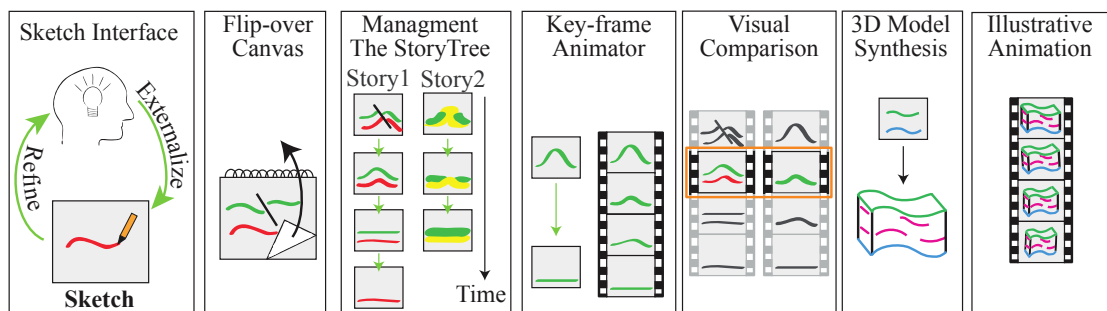 Sketch Interface
Externalize
Refine
Sketch
Flip-over
Canvas
Managment
The StoryTree
Story1 Story2
Time
Key-frame
Animator
Visual
Comparison
3D Model
Synthesis
Illustrative
Animation